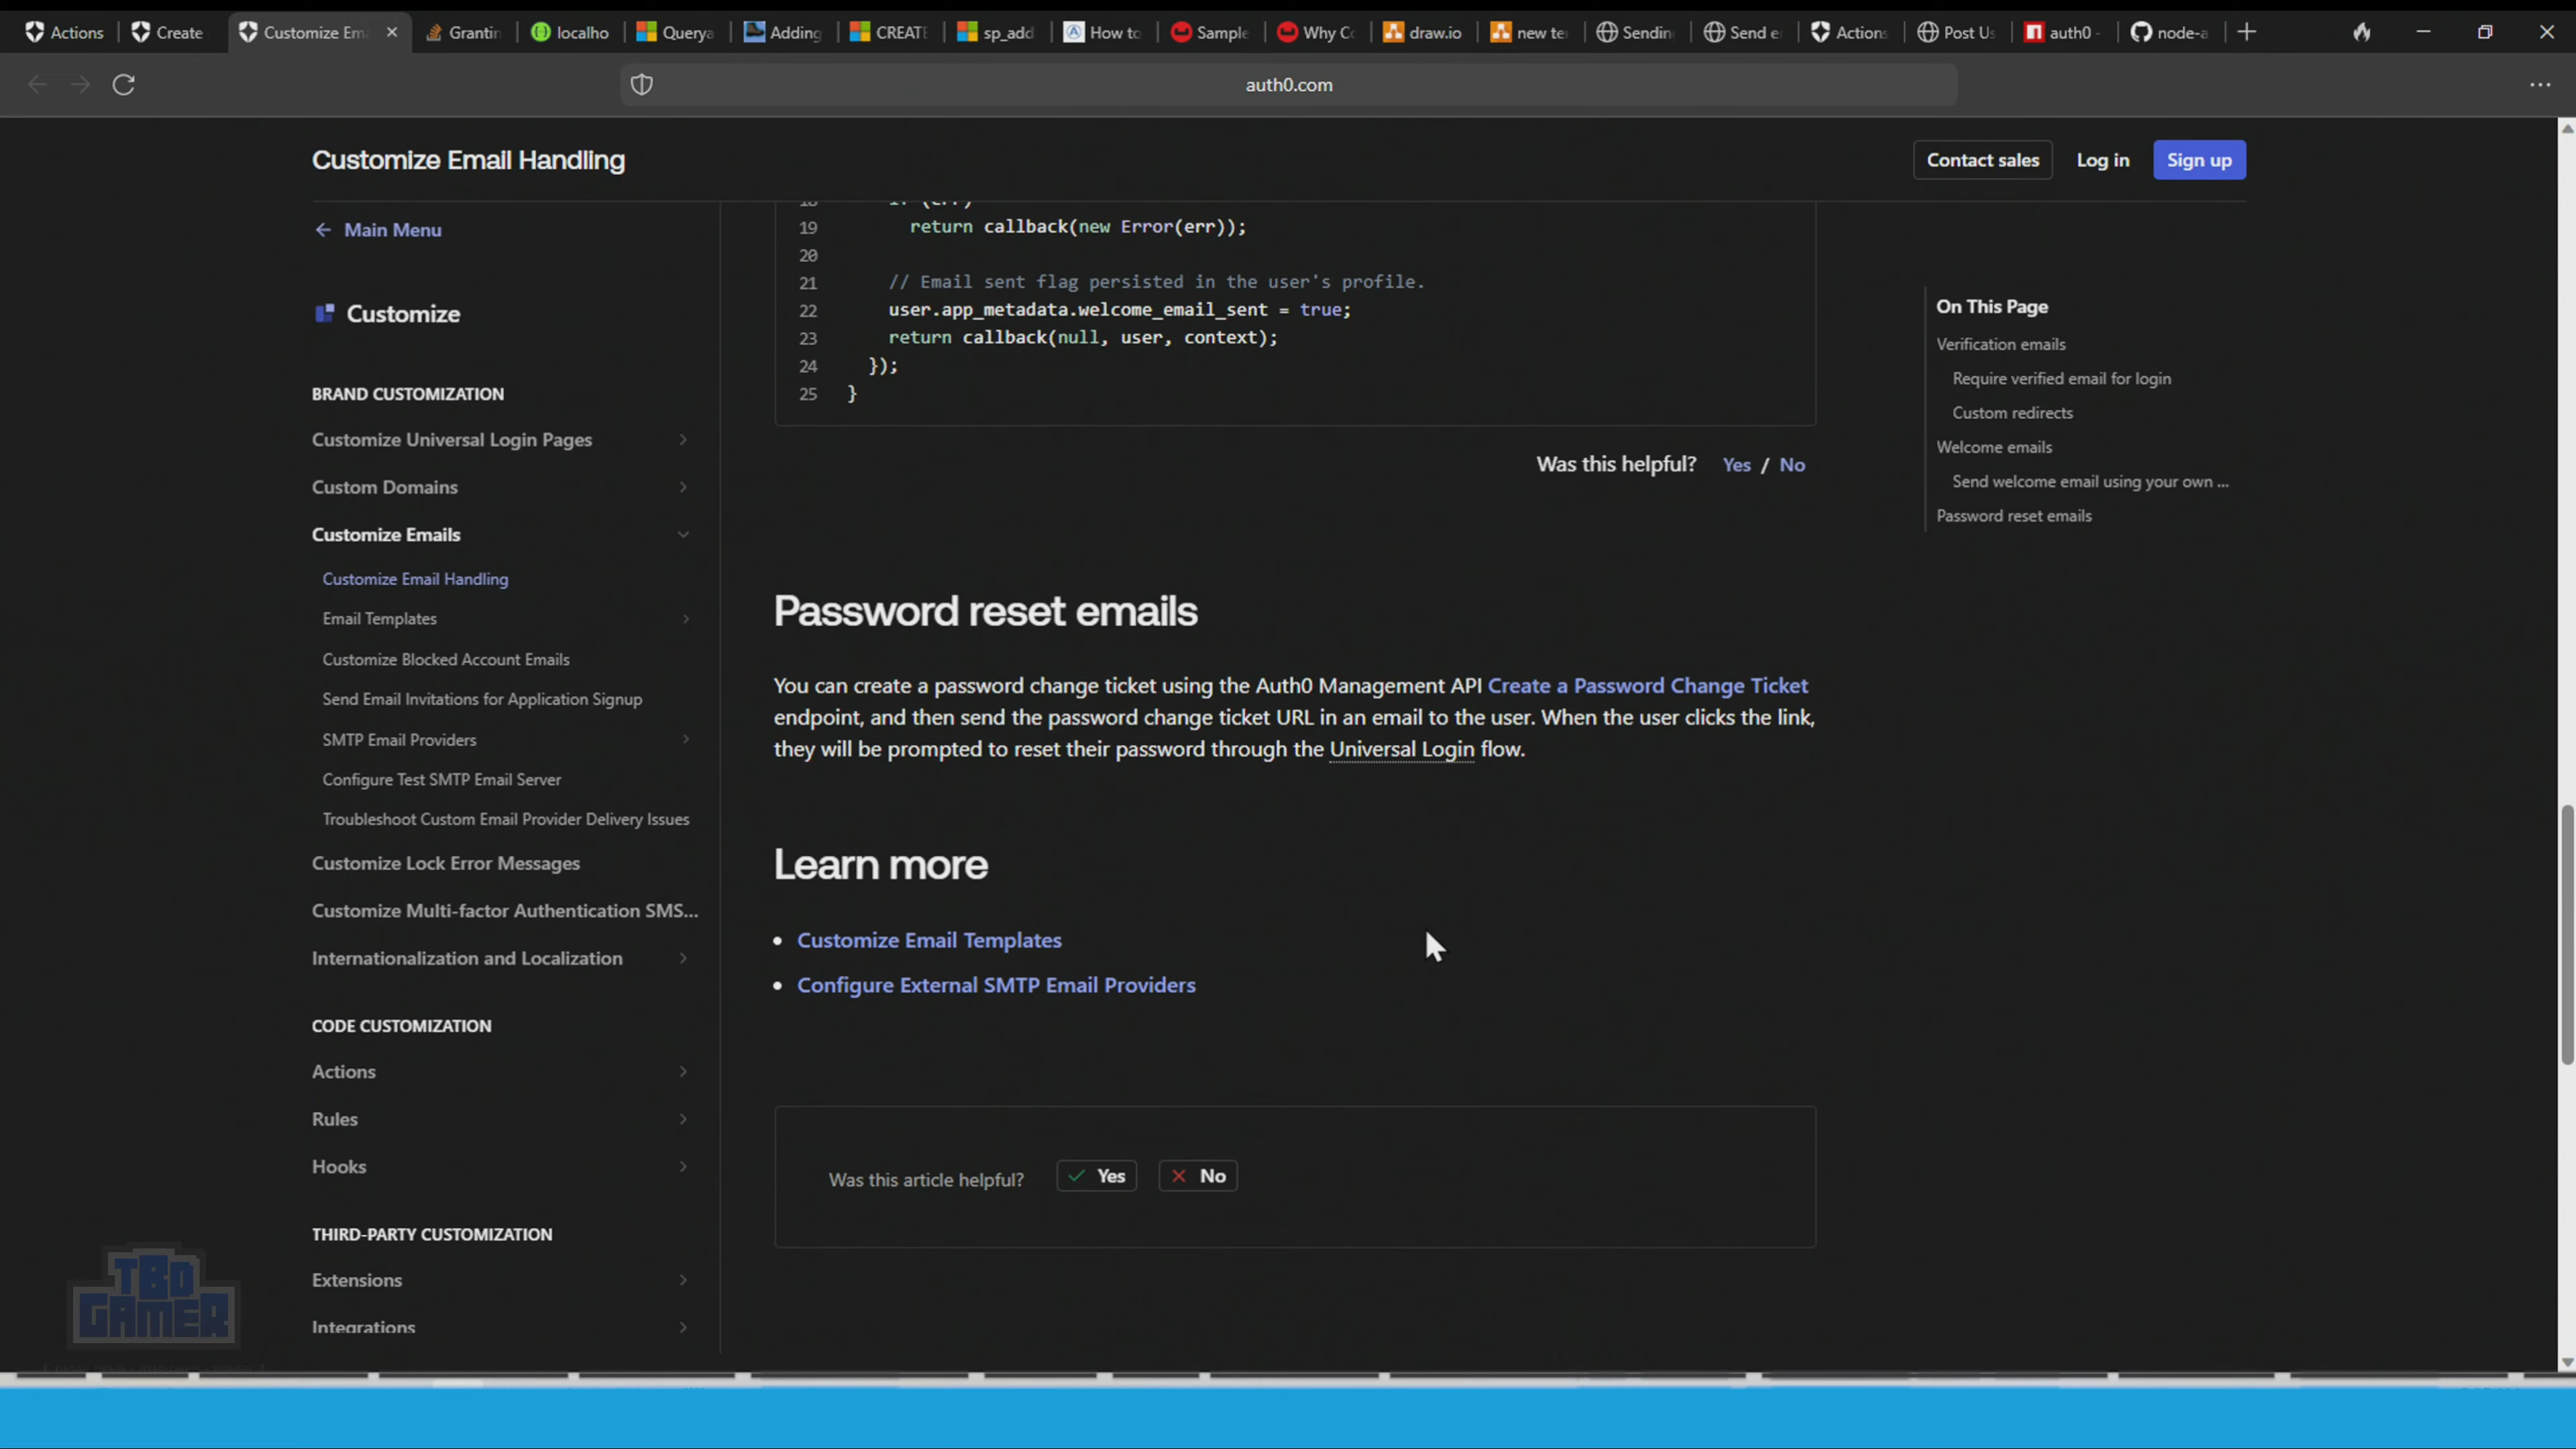 Actions
Create
Customize Em
Grantin
localho
Querya
Adding
CREATE
sp_add
How to
Sample
Why Co
draw.io
new te
Sendin
Send e
Actions
Post Us
auth0 -
node-a
auth0.com
Customize Email Handling
Contact sales
Log in
Sign up
Main Menu
Customize
BRAND CUSTOMIZATION
Customize Universal Login Pages
Custom Domains
Customize Emails
Customize Email Handling
Email Templates
Customize Blocked Account Emails
Send Email Invitations for Application Signup
SMTP Email Providers
Configure Test SMTP Email Server
Troubleshoot Custom Email Provider Delivery Issues
Customize Lock Error Messages
Customize Multi-factor Authentication SMS...
Internationalization and Localization
CODE CUSTOMIZATION
Actions
Rules
Hooks
THIRD-PARTY CUSTOMIZATION
Extensions
Integrations
19 return callback(new Error(err));
20
21 // Email sent flag persisted in the user's profile.
22 user.app_metadata.welcome_email_sent = true;
23 return callback(null, user, context);
24 });
25 }
Was this helpful? Yes / No
Password reset emails
You can create a password change ticket using the Auth0 Management API Create a Password Change Ticket
endpoint, and then send the password change ticket URL in an email to the user. When the user clicks the link,
they will be prompted to reset their password through the Universal Login flow.
Learn more
• Customize Email Templates
• Configure External SMTP Email Providers
Was this article helpful? Yes No
On This Page
Verification emails
Require verified email for login
Custom redirects
Welcome emails
Send welcome email using your own ...
Password reset emails
TBD
GAMER